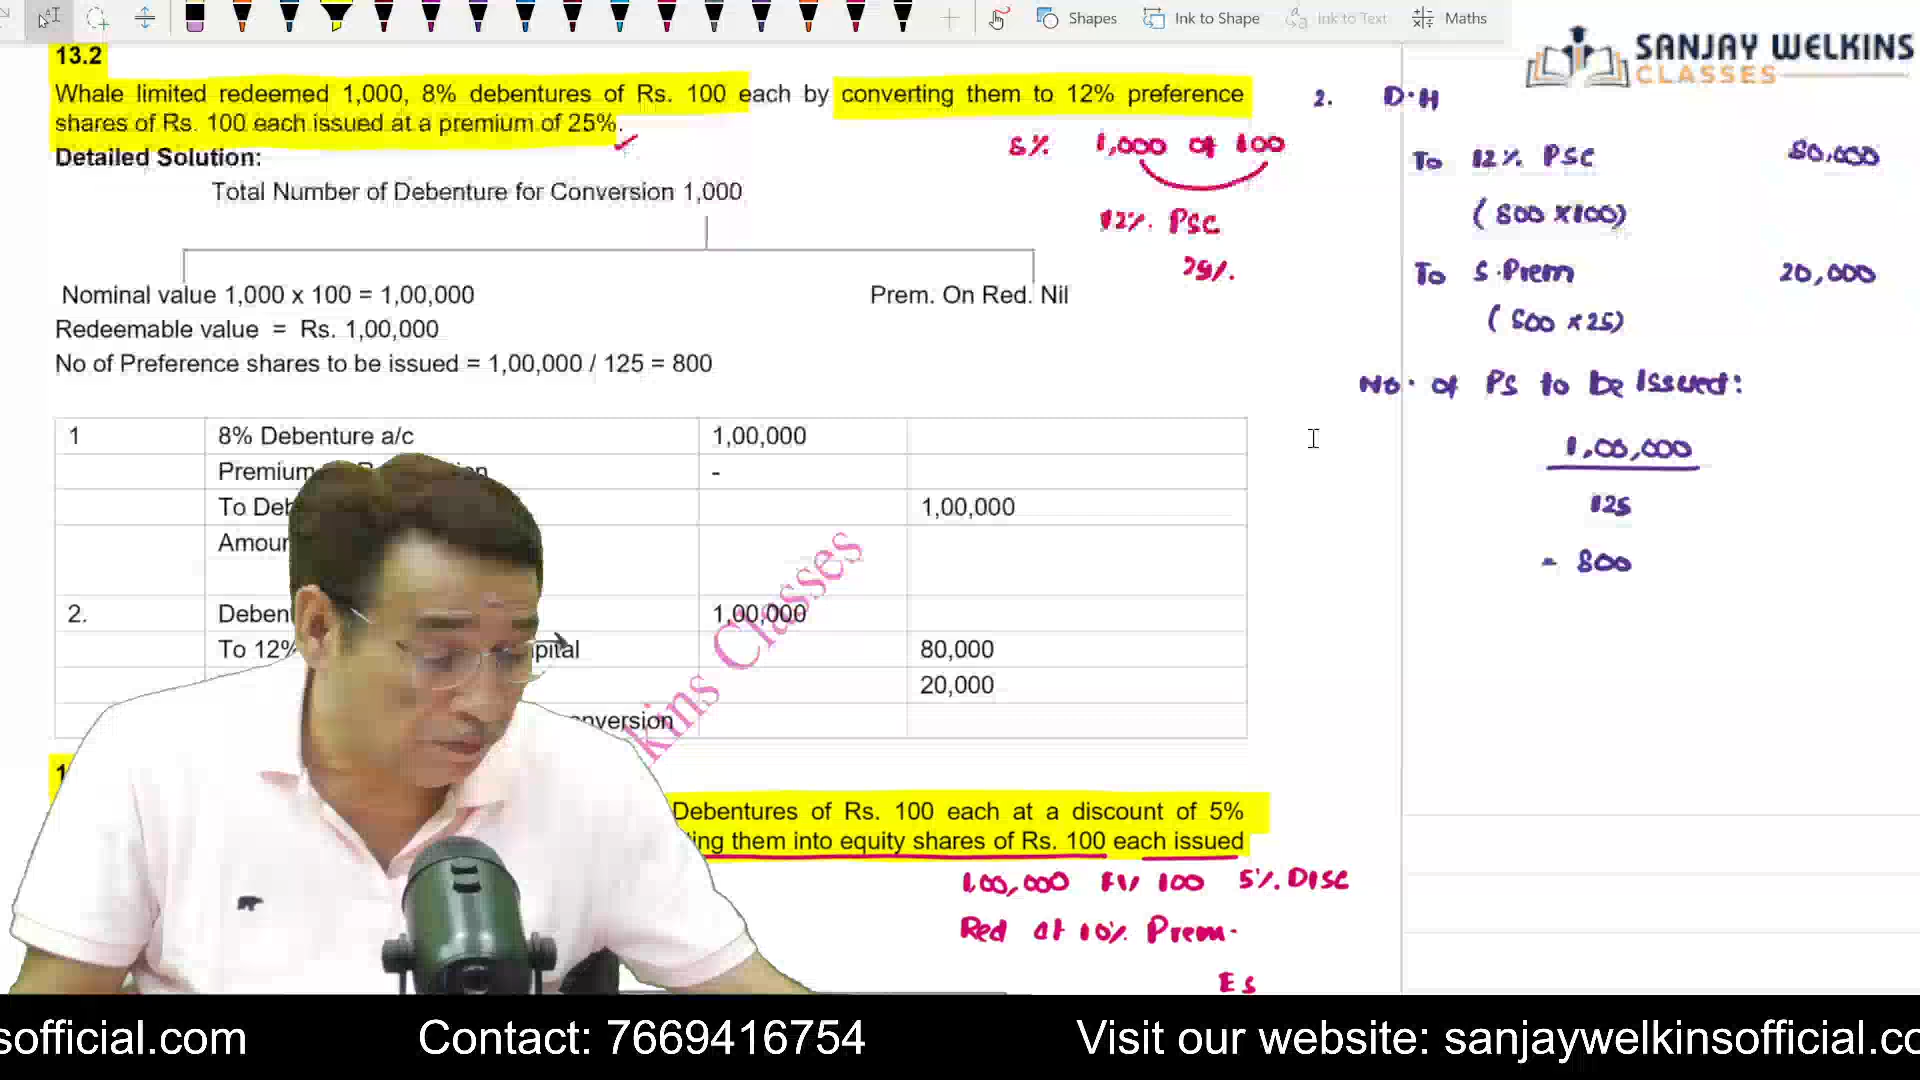 Shapes
Ink to Shape
Ink to Text
Maths
SANJAY WELKINS
CLASSES
13.2
Whale limited redeemed 1,000, 8% debentures of Rs. 100 each by converting them to 12% preference
shares of Rs. 100 each issued at a premium of 25%.
Detailed Solution:
Total Number of Debenture for Conversion 1,000
8% 1,000 of 100
12%. PSC
25%.
Nominal value 1,000 x 100 = 1,00,000
Prem. On Red. Nil
Redeemable value = Rs. 1,00,000
No of Preference shares to be issued = 1,00,000 / 125 = 800
1 8% Debenture a/c 1,00,000
Premium -
To Deb 1,00,000
Amoun
2. Deben 1,00,000
To 12% pital 80,000
20,000
onversion
kins Classes
Debentures of Rs. 100 each at a discount of 5%
ing them into equity shares of Rs. 100 each issued
1,00,000 FV 100 5%. DISC
Red at 10% Prem.
ES
2. D.H
To 12% PSC 80,000
(800 x 100)
To S.Prem 20,000
(800 x 25)
No. of PS to be Issued:
1,00,000
125
= 800
sofficial.com
Contact: 7669416754
Visit our website: sanjaywelkinsofficial.co